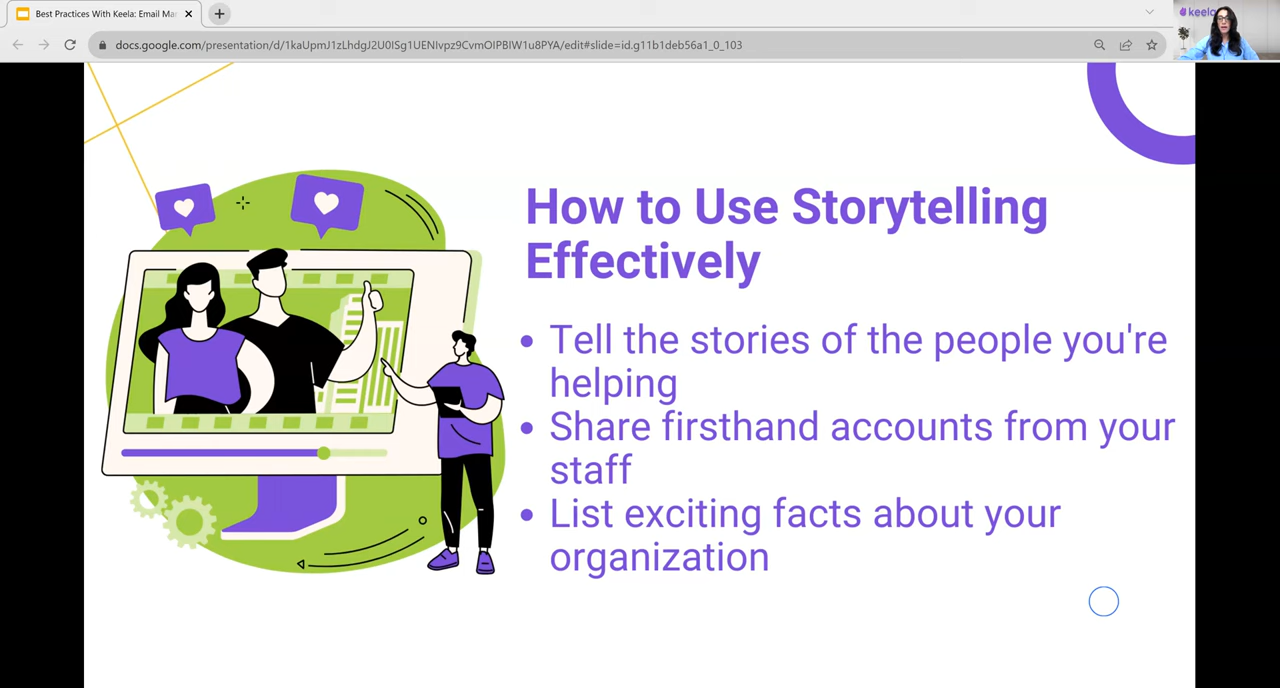 Best Practices With Keela: Email Mar
keela
docs.google.com/presentation/d/1kaUpmJ1zLhdgJ2U0ISg1UENIvpz9CvmOIPBIW1u8PYA/edit#slide=id.g11b1deb56a1_0_103
How to Use Storytelling
Effectively
• Tell the stories of the people you're
helping
• Share firsthand accounts from your
staff
• List exciting facts about your
organization